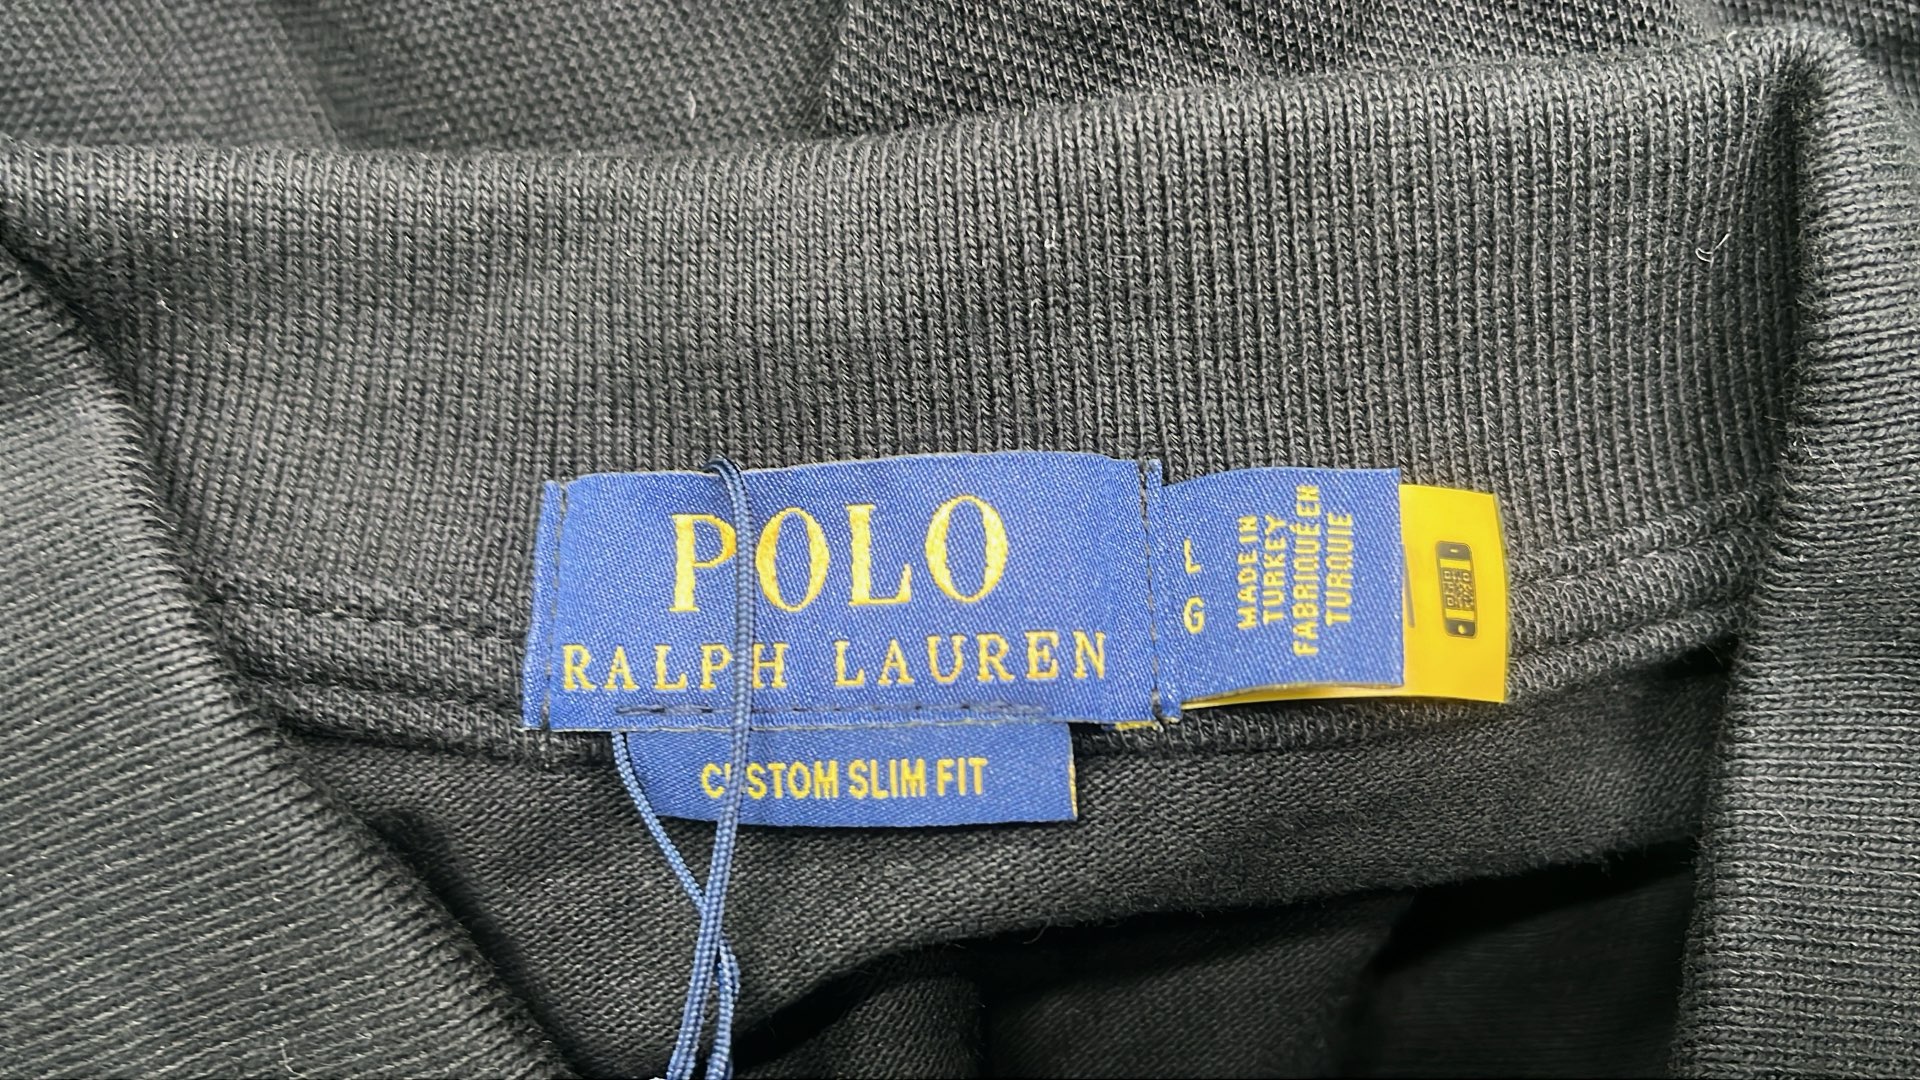 POLO
RALPH LAUREN
CUSTOM SLIM FIT
L
G
MADE IN
TURKEY
FABRIQUÉ EN
TURQUIE